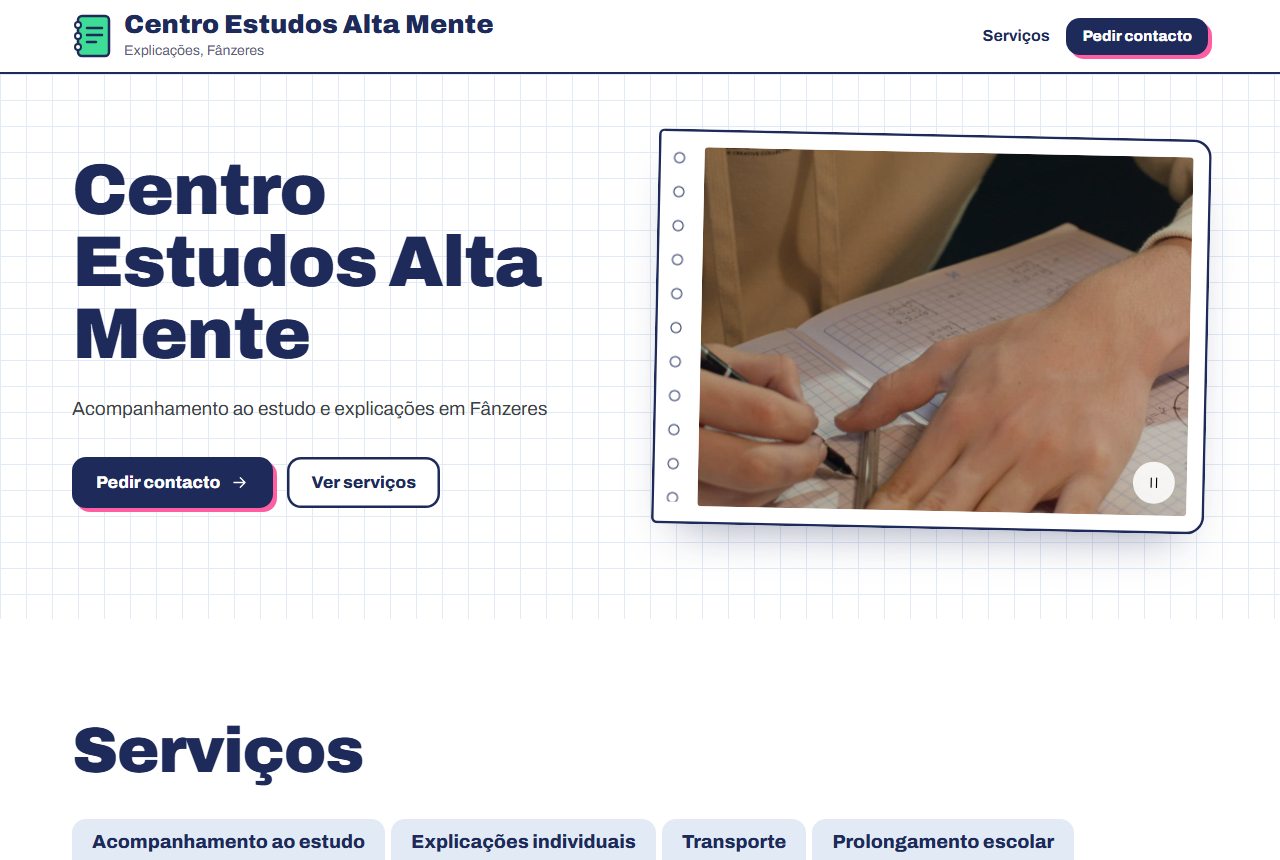 Centro Estudos Alta Mente
Explicações, Fânzeres
Serviços
Pedir contacto
Centro
Estudos Alta
Mente
Acompanhamento ao estudo e explicações em Fânzeres
Pedir contacto →
Ver serviços
Serviços
Acompanhamento ao estudo
Explicações individuais
Transporte
Prolongamento escolar